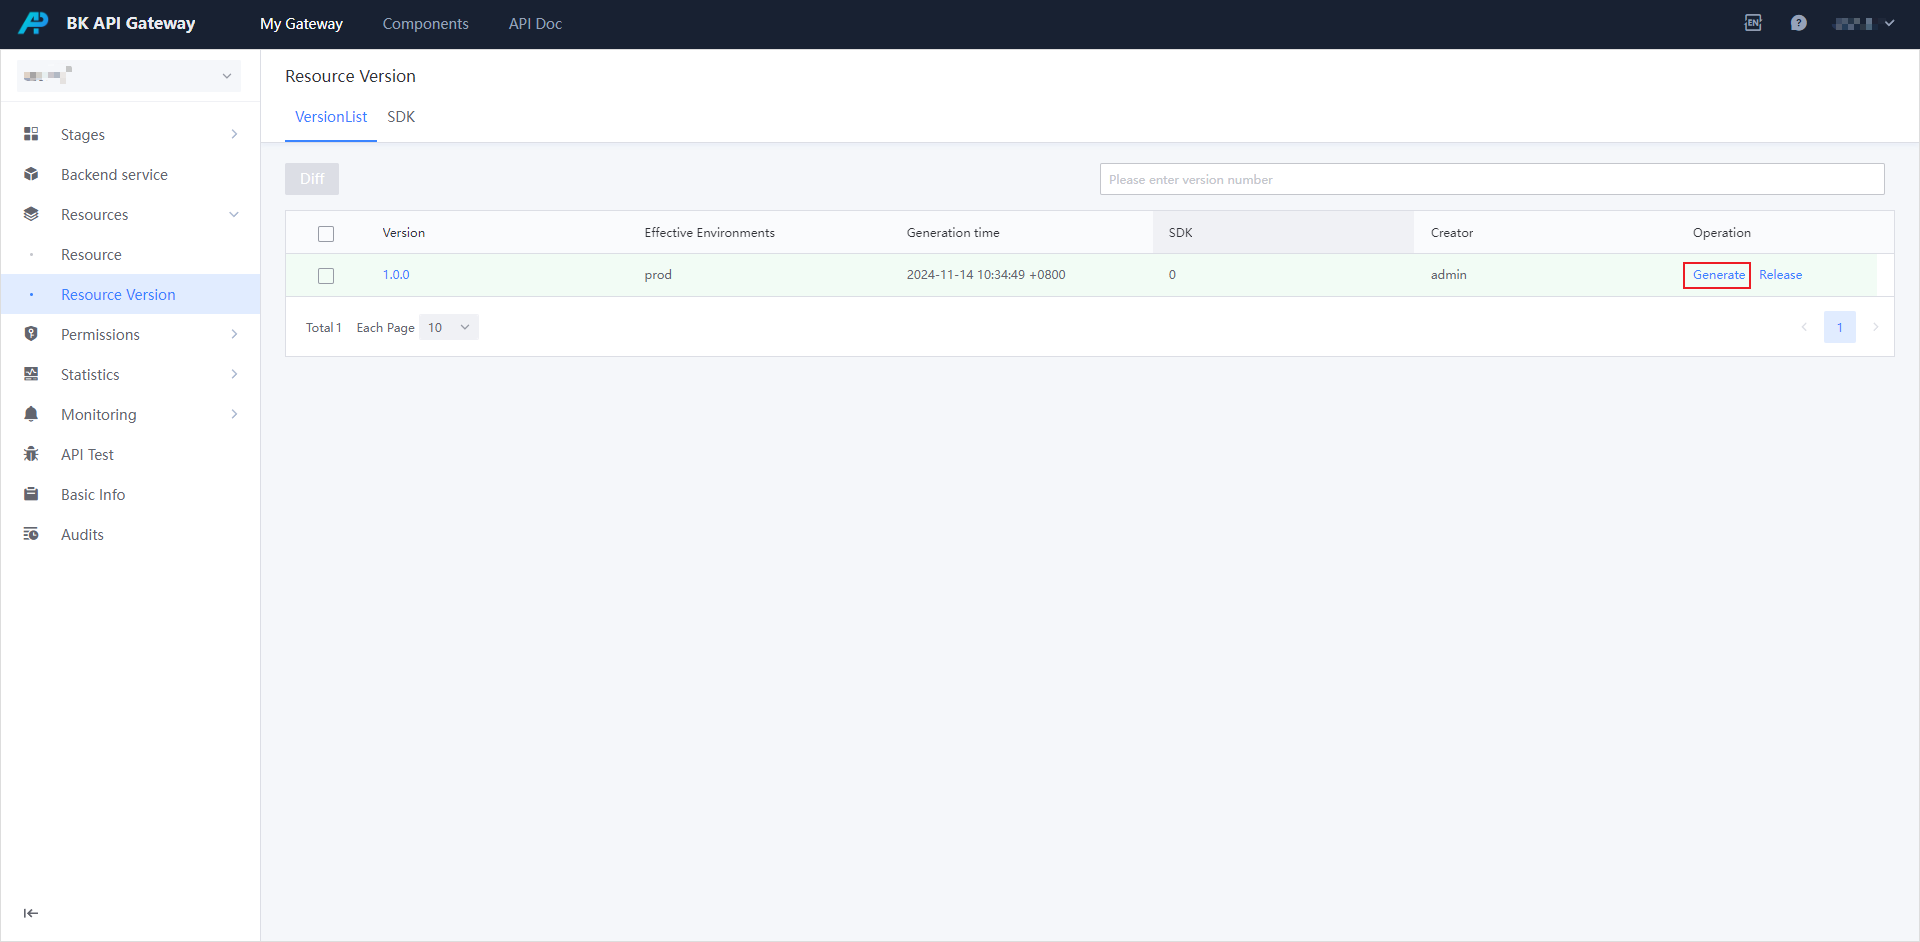 BK API Gateway My Gateway Components API Doc EN ?
Resource Version
VersionList SDK
Stages
Backend service
Resources
Resource
Resource Version
Permissions
Statistics
Monitoring
API Test
Basic Info
Audits
Diff Please enter version number
Version Effective Environments Generation time SDK Creator Operation
1.0.0 prod 2024-11-14 10:34:49 +0800 0 admin Generate Release
Total 1 Each Page 10 1